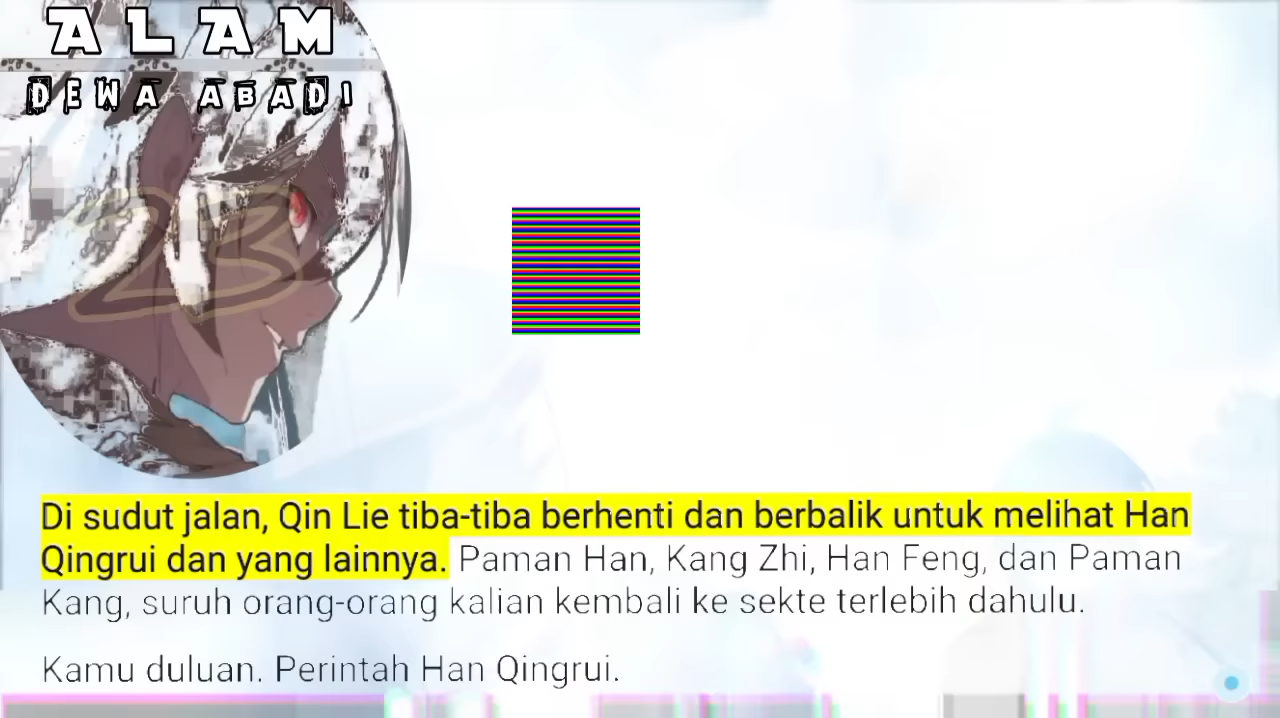 ALAM
DEWA ABADI
23
Di sudut jalan, Qin Lie tiba-tiba berhenti dan berbalik untuk melihat Han
Qingrui dan yang lainnya. Paman Han, Kang Zhi, Han Feng, dan Paman
Kang, suruh orang-orang kalian kembali ke sekte terlebih dahulu.
Kamu duluan. Perintah Han Qingrui.